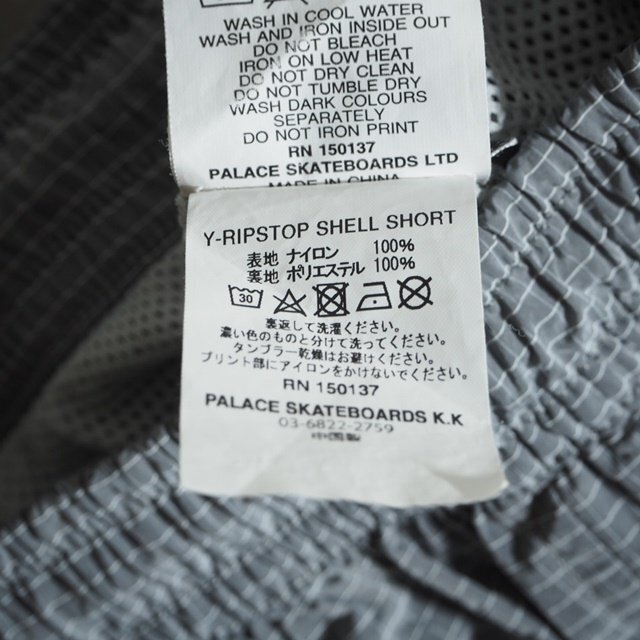 WASH IN COOL WATER
WASH AND IRON INSIDE OUT
DO NOT BLEACH
IRON ON LOW HEAT
DO NOT DRY CLEAN
DO NOT TUMBLE DRY
WASH DARK COLOURS
SEPARATELY
DO NOT IRON PRINT
RN 150137
PALACE SKATEBOARDS LTD
MADE IN CHINA
Y-RIPSTOP SHELL SHORT
表地 ナイロン 100%
裏地 ポリエステル 100%
30
裏返して洗濯ください。
濃い色のものと分けて洗ってください。
タンブラー乾燥はお避けください。
プリント部にアイロンをかけないでください。
RN 150137
PALACE SKATEBOARDS K.K
03-6822-2759
中国製